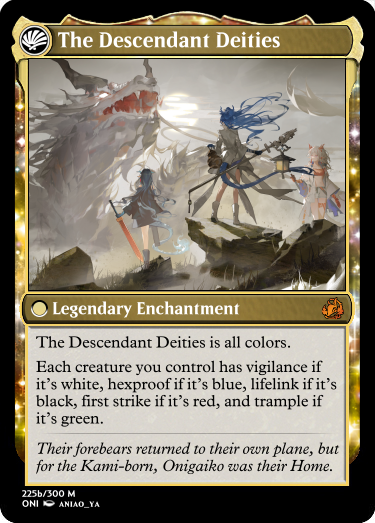 The Descendant Deities
Legendary Enchantment
The Descendant Deities is all colors.
Each creature you control has vigilance if
it's white, hexproof if it's blue, lifelink if it's
black, first strike if it's red, and trample if
it's green.
Their forebears returned to their own plane, but
for the Kami-born, Onigaiko was their Home.
225b/300 M
ONI ANIAO_YA